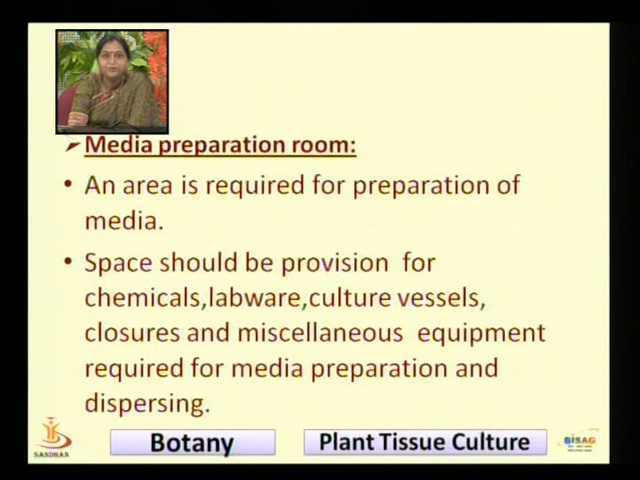 Media preparation room:
An area is required for preparation of
media.
Space should be provision for
chemicals,labware,culture vessels,
closures and miscellaneous equipment
required for media preparation and
dispersing.
SANDHAN
Botany
Plant Tissue Culture
BISAG